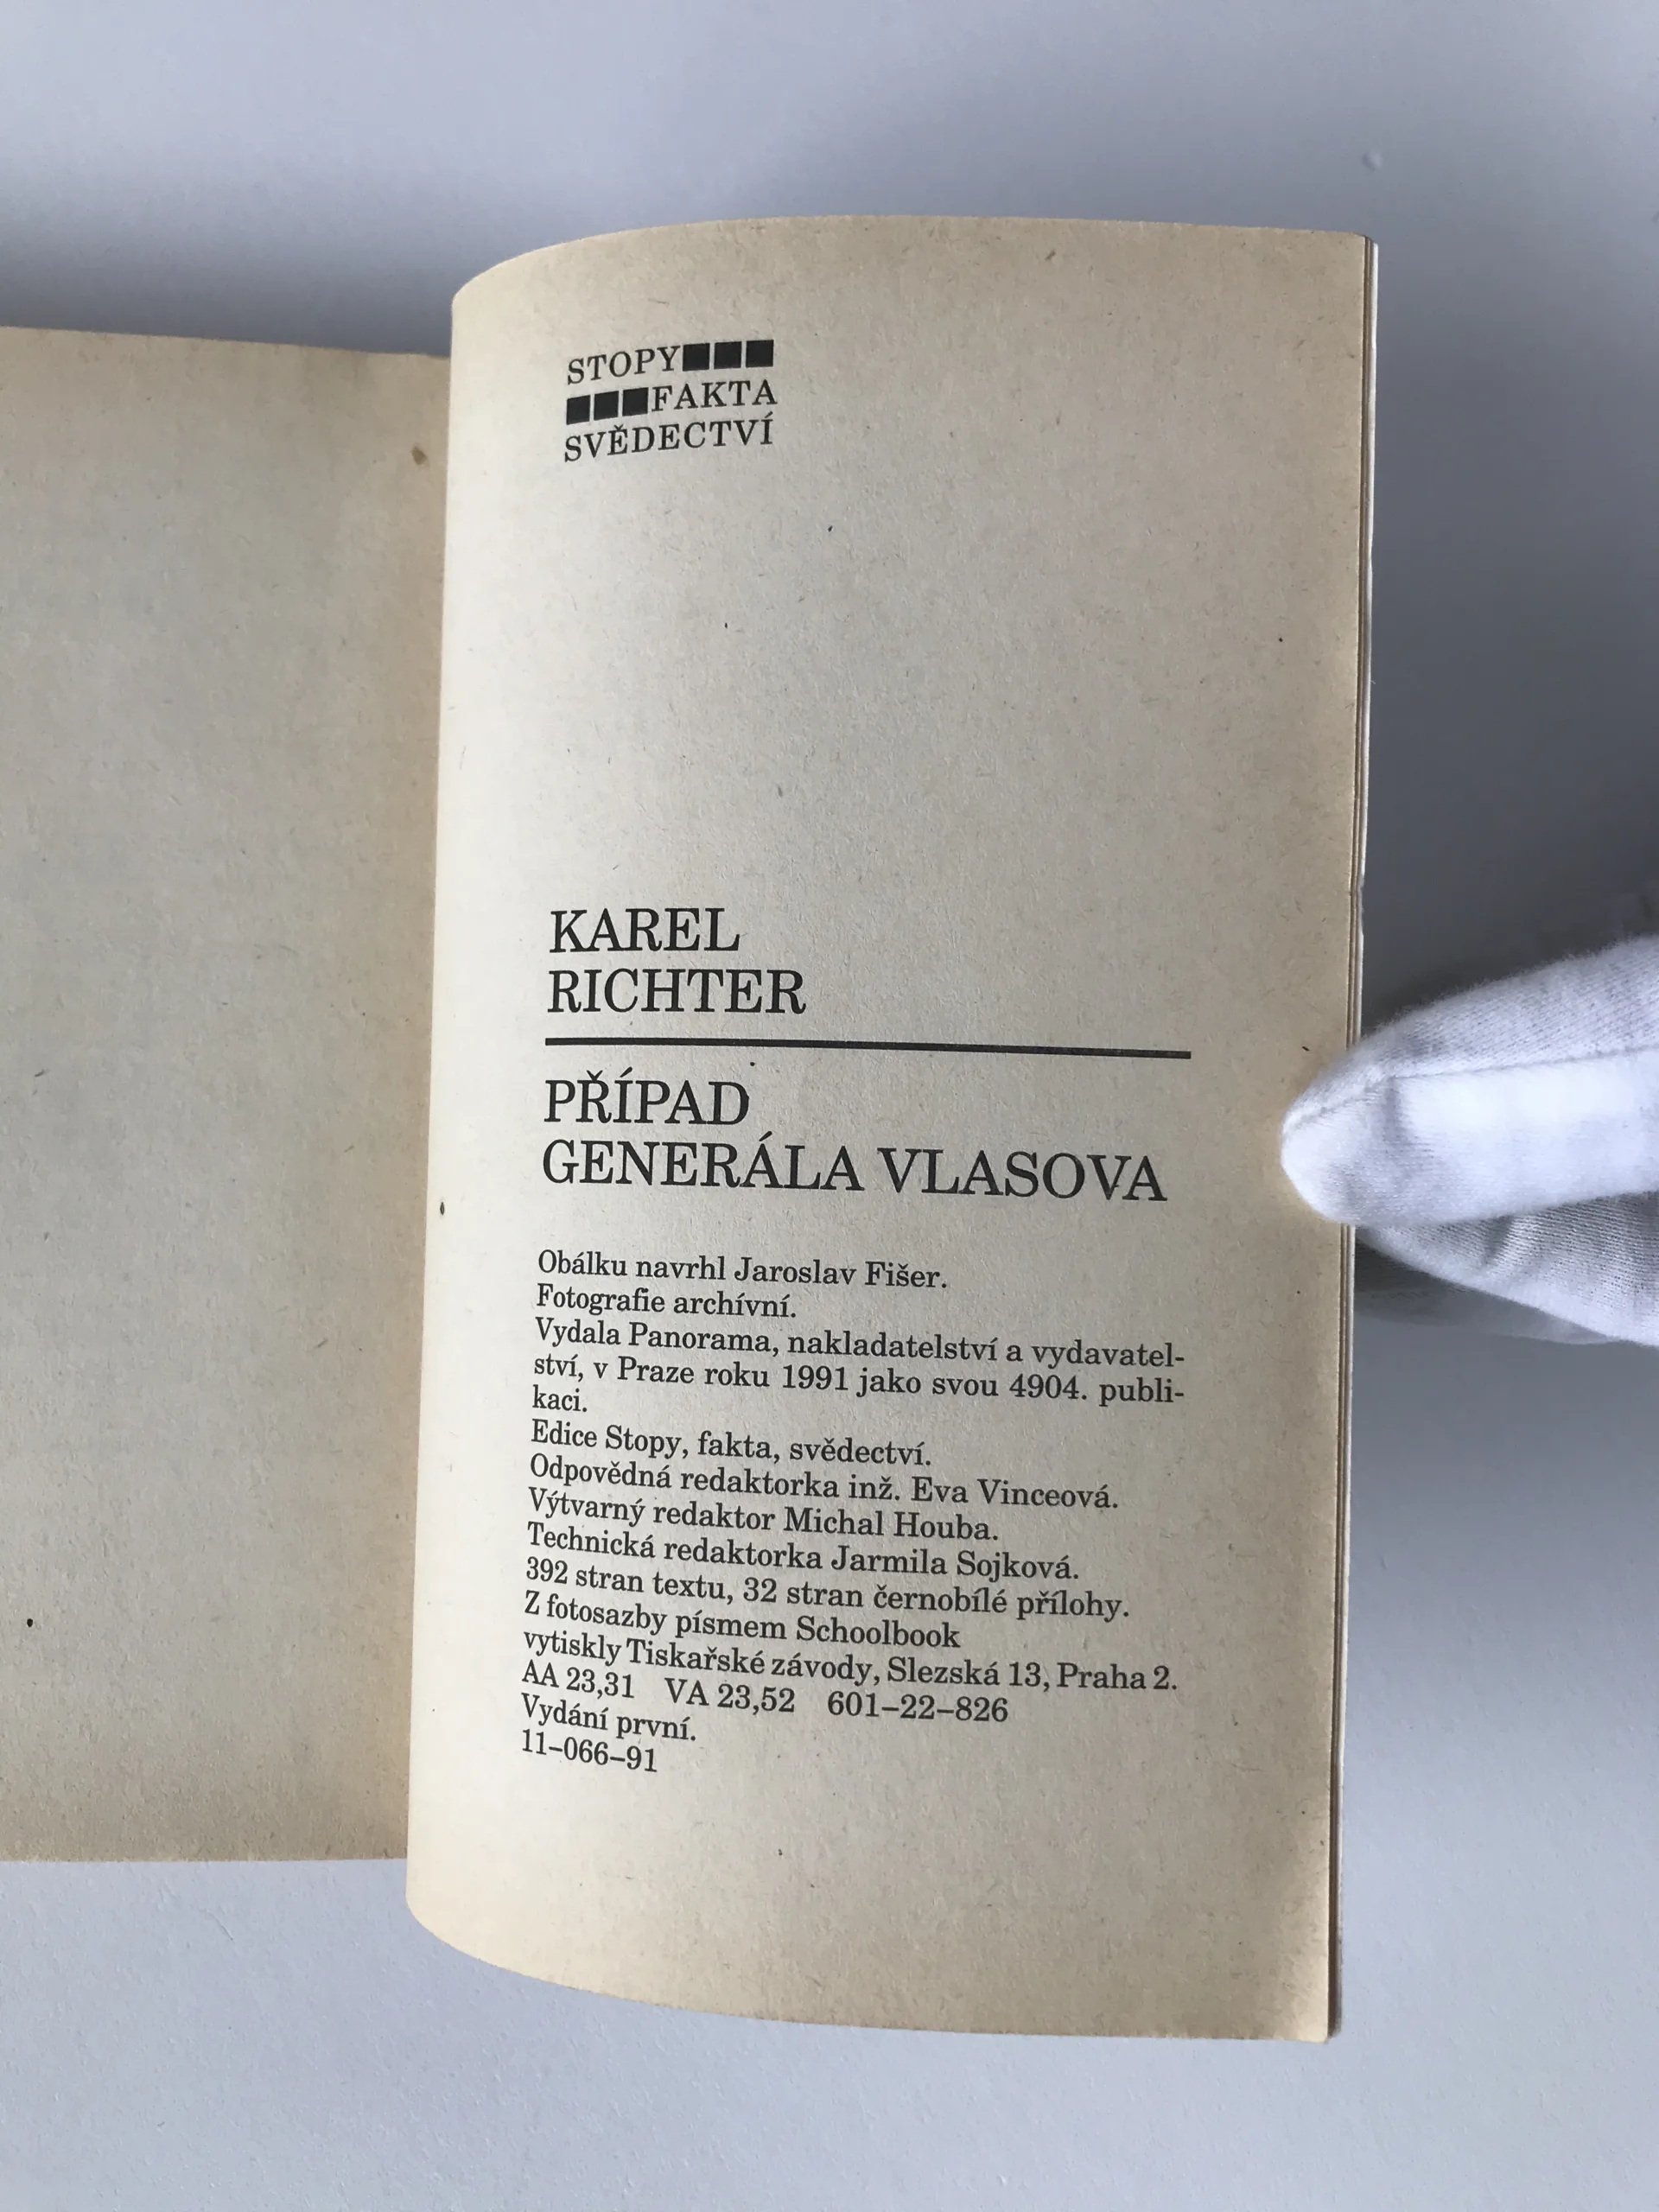 STOPY■■■
■■■FAKTA
SVĚDECTVÍ
KAREL
RICHTER
PŘÍPAD
GENERÁLA VLASOVA
Obálku navrhl Jaroslav Fišer.
Fotografie archívní.
Vydala Panorama, nakladatelství a vydavatel-
ství, v Praze roku 1991 jako svou 4904. publi-
kaci.
Edice Stopy, fakta, svědectví.
Odpovědná redaktorka inž. Eva Vinceová.
Výtvarný redaktor Michal Houba.
Technická redaktorka Jarmila Sojková.
392 stran textu, 32 stran černobílé přílohy.
Z fotosazby písmem Schoolbook
vytiskly Tiskařské závody, Slezská 13, Praha 2.
AA 23,31 VA 23,52 601–22–826
Vydání první.
11–066–91